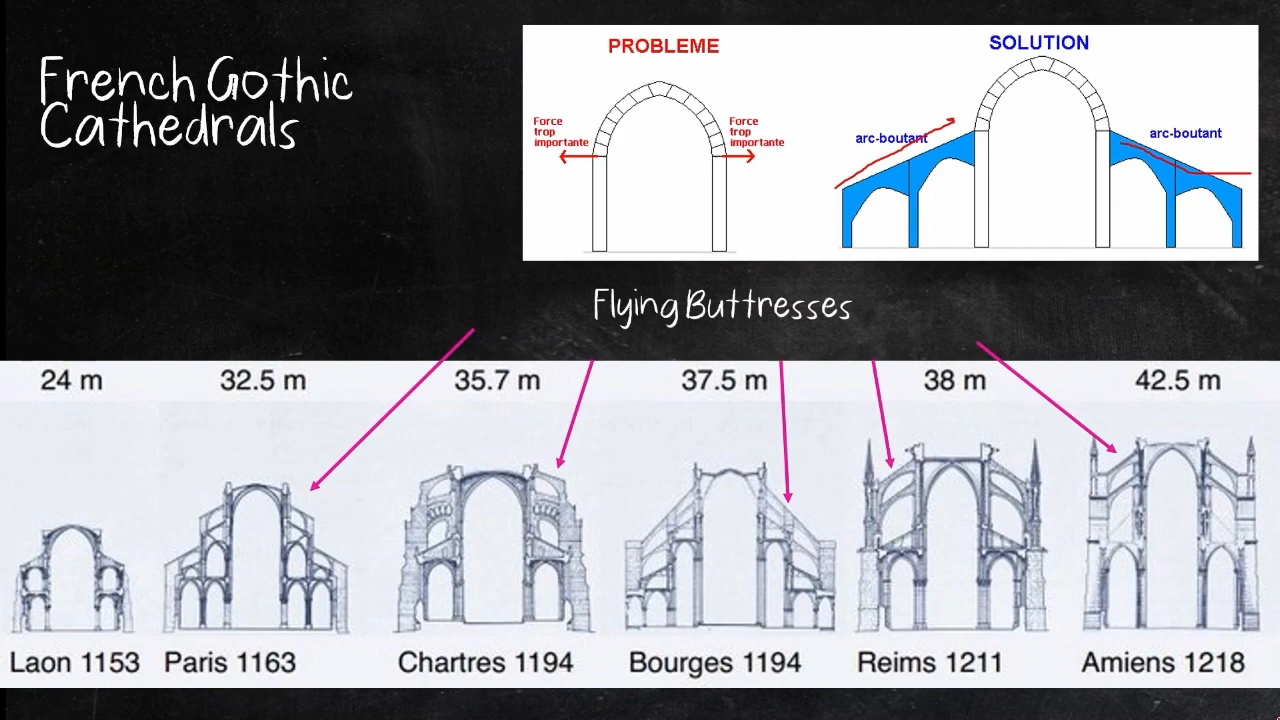 French Gothic
Cathedrals
PROBLEME
SOLUTION
Force
trop
importante
Force
trop
importante
arc-boutant
arc-boutant
Flying Buttresses
24 m
32.5 m
35.7 m
37.5 m
38 m
42.5 m
Laon 1153
Paris 1163
Chartres 1194
Bourges 1194
Reims 1211
Amiens 1218